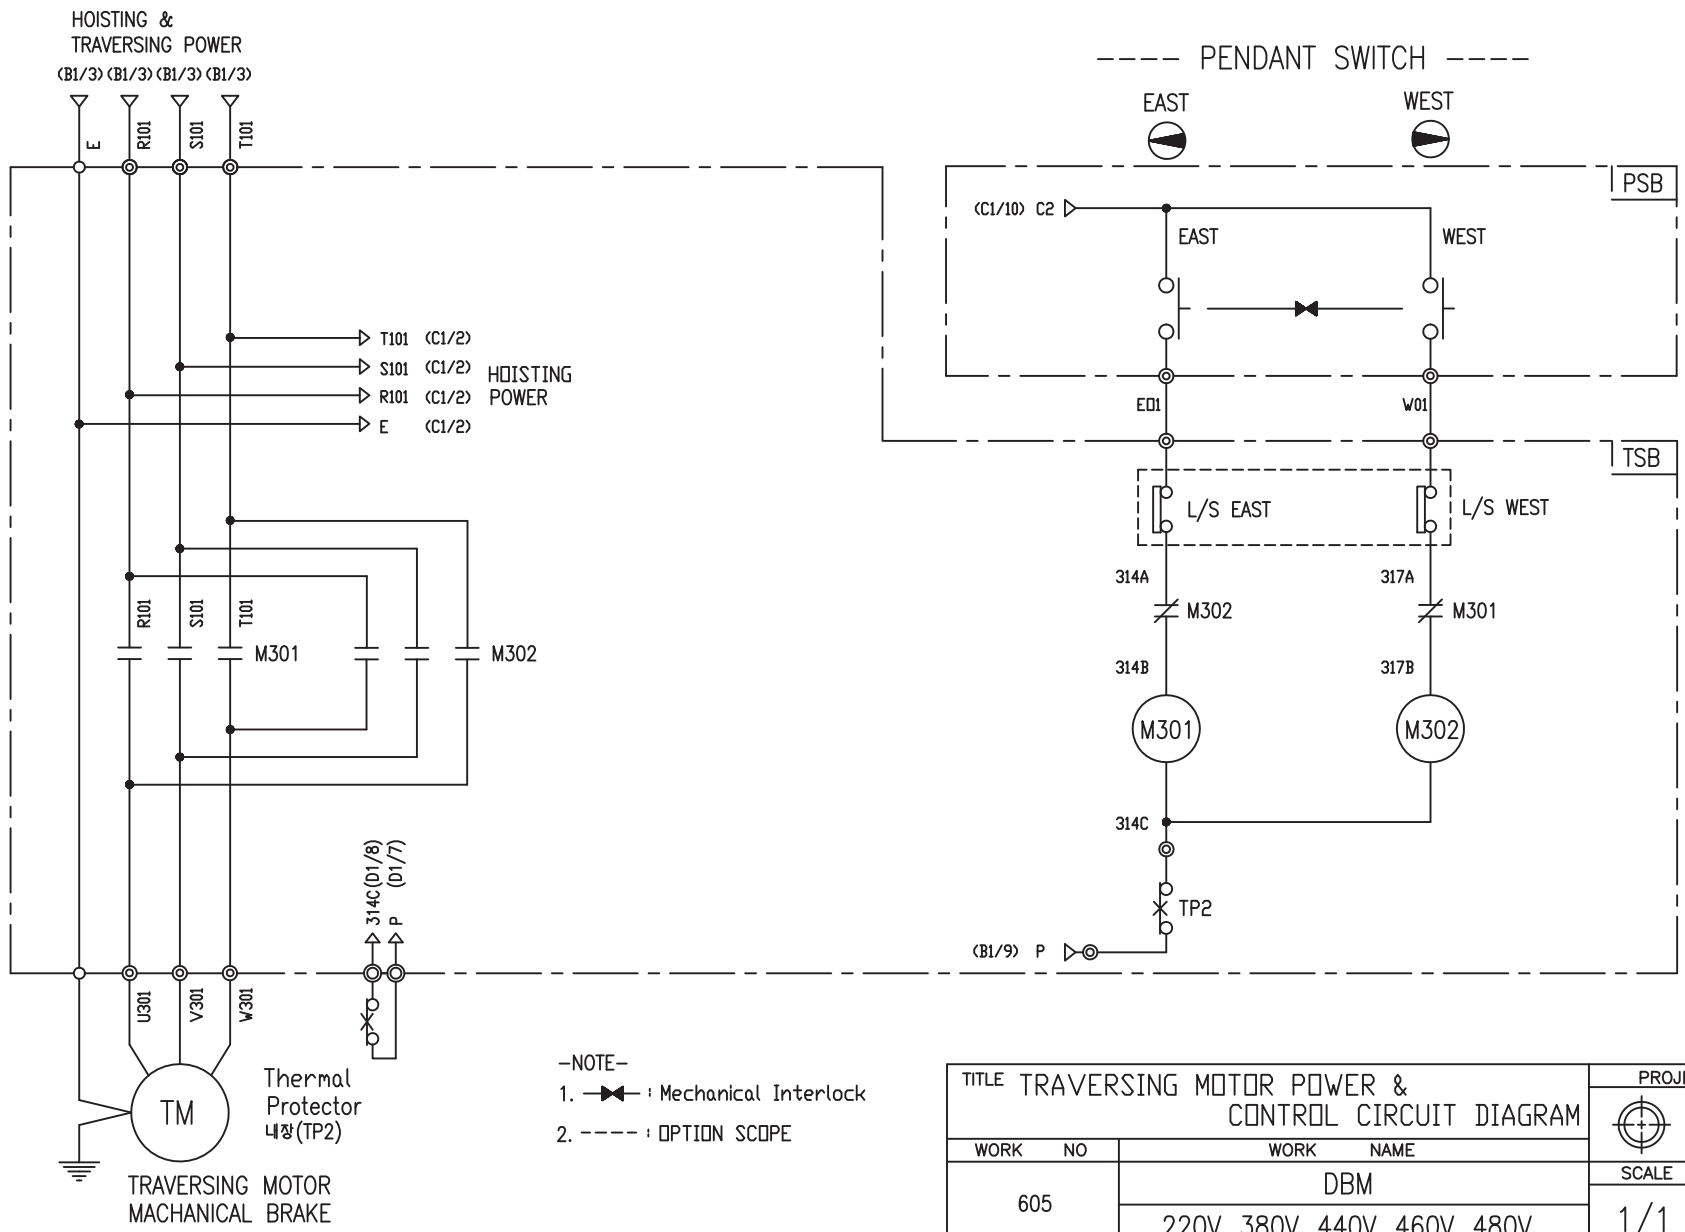 HOISTING &
TRAVERSING POWER
(B1/3) (B1/3) (B1/3) (B1/3)
E
R101
S101
T101
---- PENDANT SWITCH ----
EAST
WEST
PSB
(C1/10) C2
EAST
WEST
T101 (C1/2)
S101 (C1/2)
R101 (C1/2)
E (C1/2)
HOISTING
POWER
E01
W01
TSB
L/S EAST
L/S WEST
314A
317A
R101
S101
T101
M302
M301
M301
M302
314B
317B
M301
M302
314C
314C(D1/8)
P (D1/7)
TP2
(B1/9) P
U301
V301
W301
TM
Thermal
Protector
내장(TP2)
TRAVERSING MOTOR
MACHANICAL BRAKE
-NOTE-
1. : Mechanical Interlock
2. ----- : OPTION SCOPE
TITLE TRAVERSING MOTOR POWER &
CONTROL CIRCUIT DIAGRAM
PROJE
WORK NO
WORK NAME
SCALE
605
DBM
220V 380V 440V 460V 480V
1/1